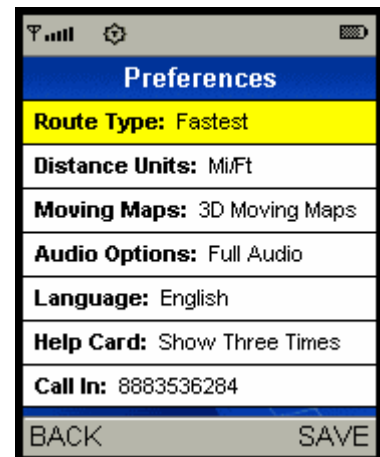 Preferences
Route Type: Fastest
Distance Units: Mi/Ft
Moving Maps: 3D Moving Maps
Audio Options: Full Audio
Language: English
Help Card: Show Three Times
Call In: 8883536284
BACK SAVE